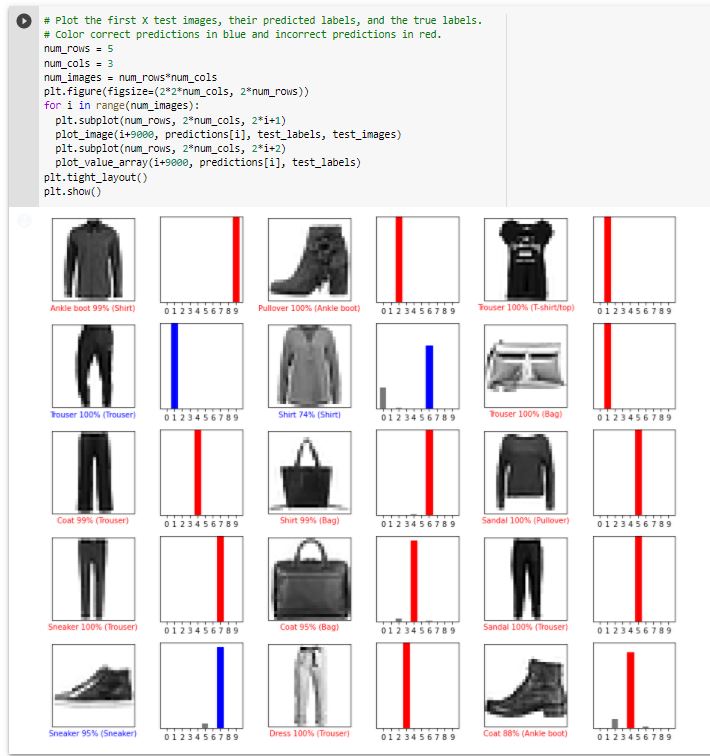 # Plot the first X test images, their predicted labels, and the true labels.
# Color correct predictions in blue and incorrect predictions in red.
num_rows = 5
num_cols = 3
num_images = num_rows*num_cols
plt.figure(figsize=(2*2*num_cols, 2*num_rows))
for i in range(num_images):
  plt.subplot(num_rows, 2*num_cols, 2*i+1)
  plot_image(i+9000, predictions[i], test_labels, test_images)
  plt.subplot(num_rows, 2*num_cols, 2*i+2)
  plot_value_array(i+9000, predictions[i], test_labels)
plt.tight_layout()
plt.show()
Ankle boot 99% (Shirt) 0 1 2 3 4 5 6 7 8 9 Pullover 100% (Ankle boot) 0 1 2 3 4 5 6 7 8 9 Trouser 100% (T-shirt/top) 0 1 2 3 4 5 6 7 8 9
Trouser 100% (Trouser) 0 1 2 3 4 5 6 7 8 9 Shirt 74% (Shirt) 0 1 2 3 4 5 6 7 8 9 Trouser 100% (Bag) 0 1 2 3 4 5 6 7 8 9
Coat 99% (Trouser) 0 1 2 3 4 5 6 7 8 9 Shirt 99% (Bag) 0 1 2 3 4 5 6 7 8 9 Sandal 100% (Pullover) 0 1 2 3 4 5 6 7 8 9
Sneaker 100% (Trouser) 0 1 2 3 4 5 6 7 8 9 Coat 95% (Bag) 0 1 2 3 4 5 6 7 8 9 Sandal 100% (Trouser) 0 1 2 3 4 5 6 7 8 9
Sneaker 95% (Sneaker) 0 1 2 3 4 5 6 7 8 9 Dress 100% (Trouser) 0 1 2 3 4 5 6 7 8 9 Coat 88% (Ankle boot) 0 1 2 3 4 5 6 7 8 9